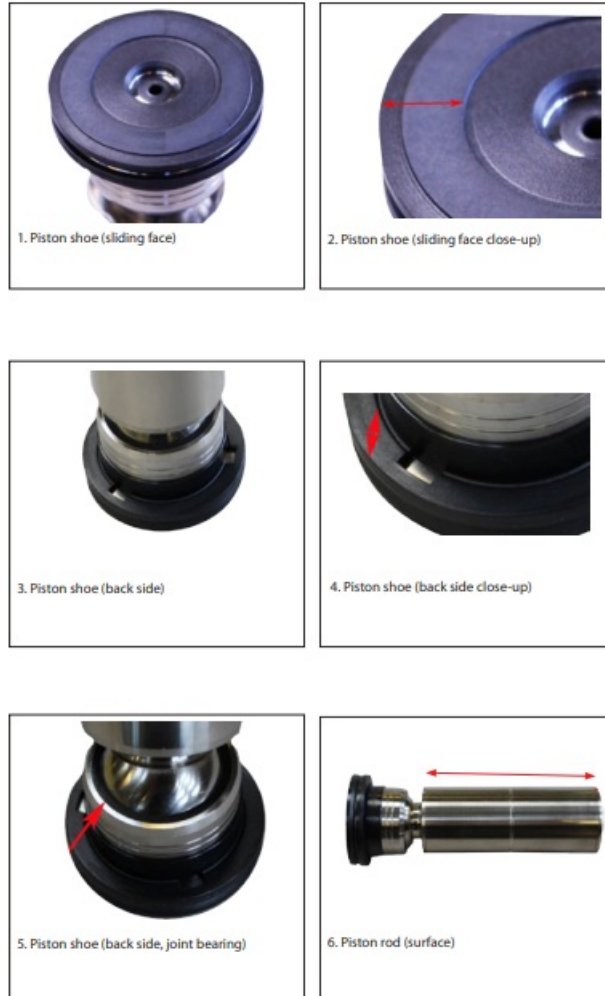 1. Piston shoe (sliding face)
2. Piston shoe (sliding face close-up)
3. Piston shoe (back side)
4. Piston shoe (back side close-up)
5. Piston shoe (back side, joint bearing)
6. Piston rod (surface)